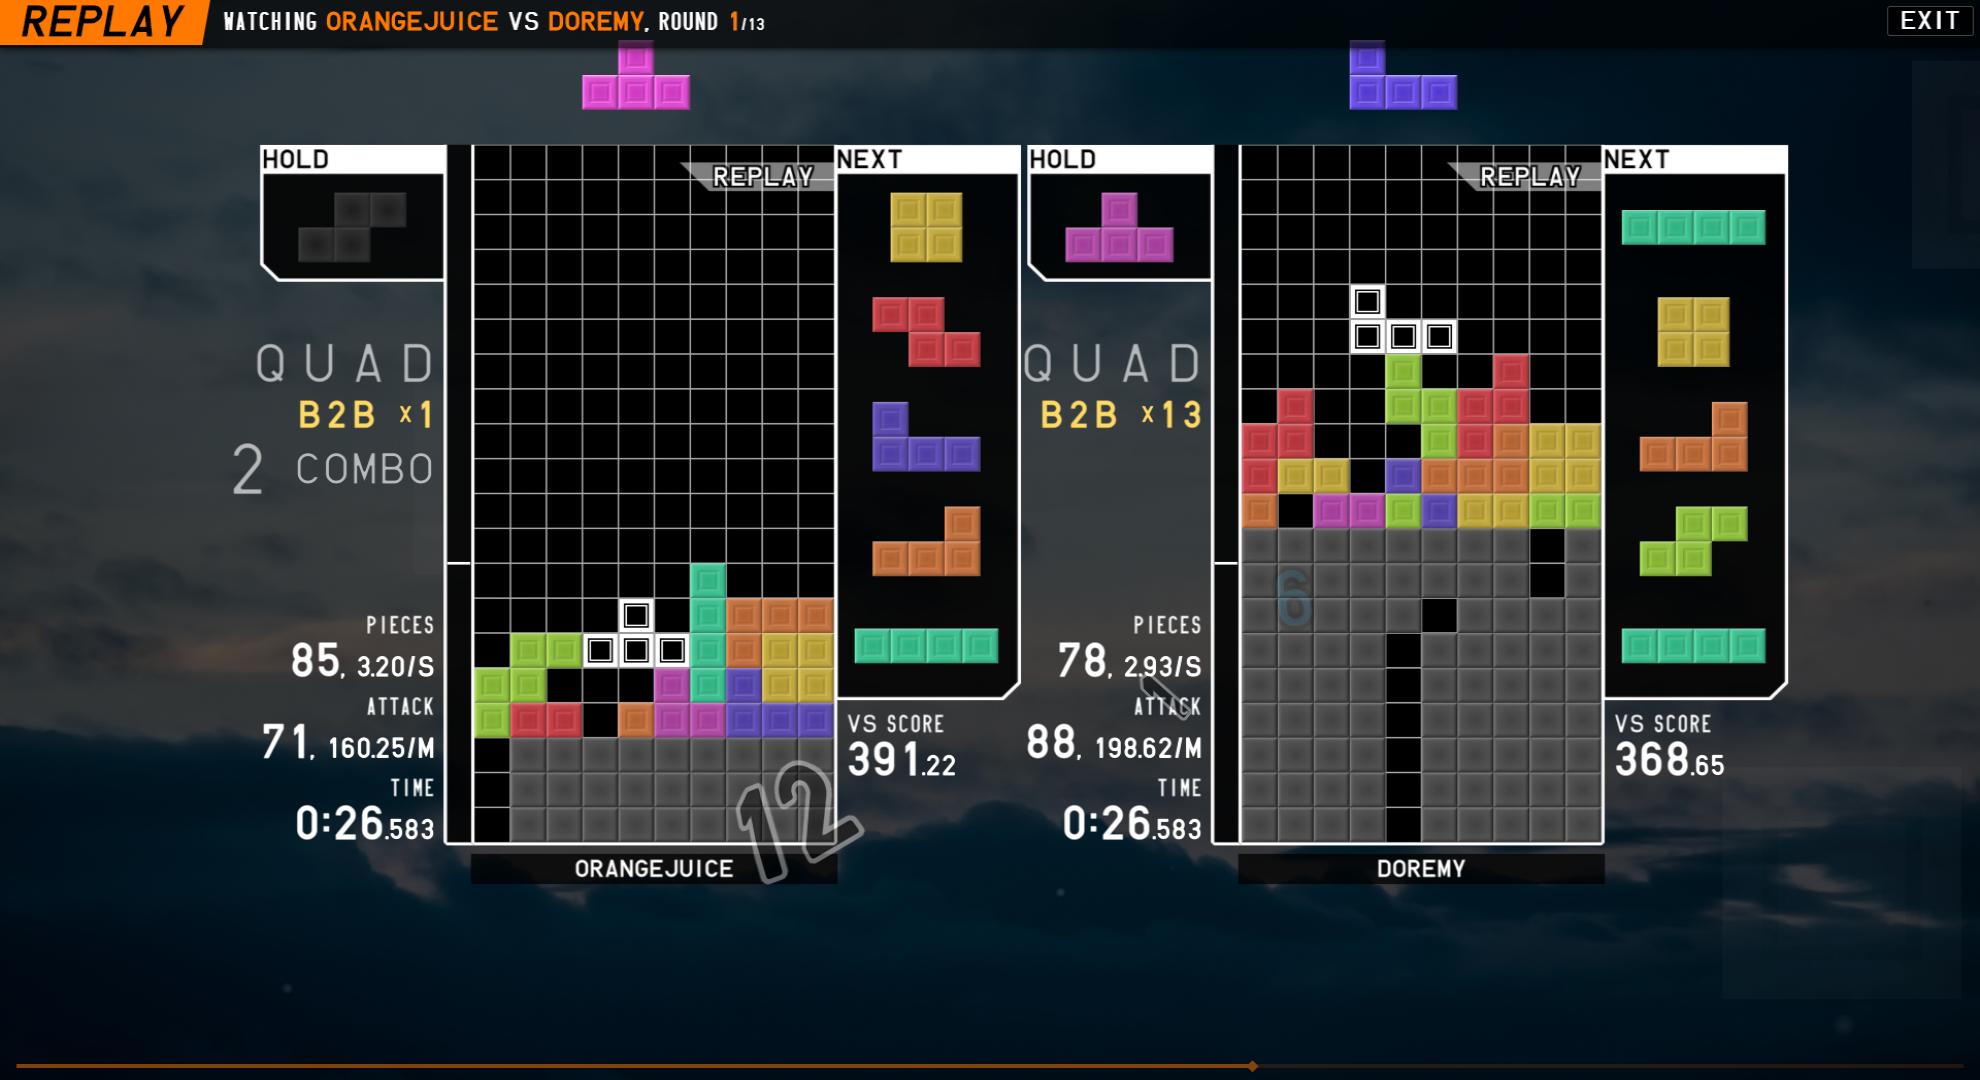 REPLAY WATCHING ORANGEJUICE VS DOREMY, ROUND 1/13 EXIT
HOLD
REPLAY
NEXT
QUAD
B2B x1
2 COMBO
PIECES
85, 3.20/S
ATTACK
71, 160.25/M
TIME
0:26.583
VS SCORE
391.22
12
ORANGEJUICE
HOLD
REPLAY
NEXT
QUAD
B2B x13
6
PIECES
78, 2.93/S
1
ATTACK
88, 198.62/M
TIME
0:26.583
VS SCORE
368.65
DOREMY